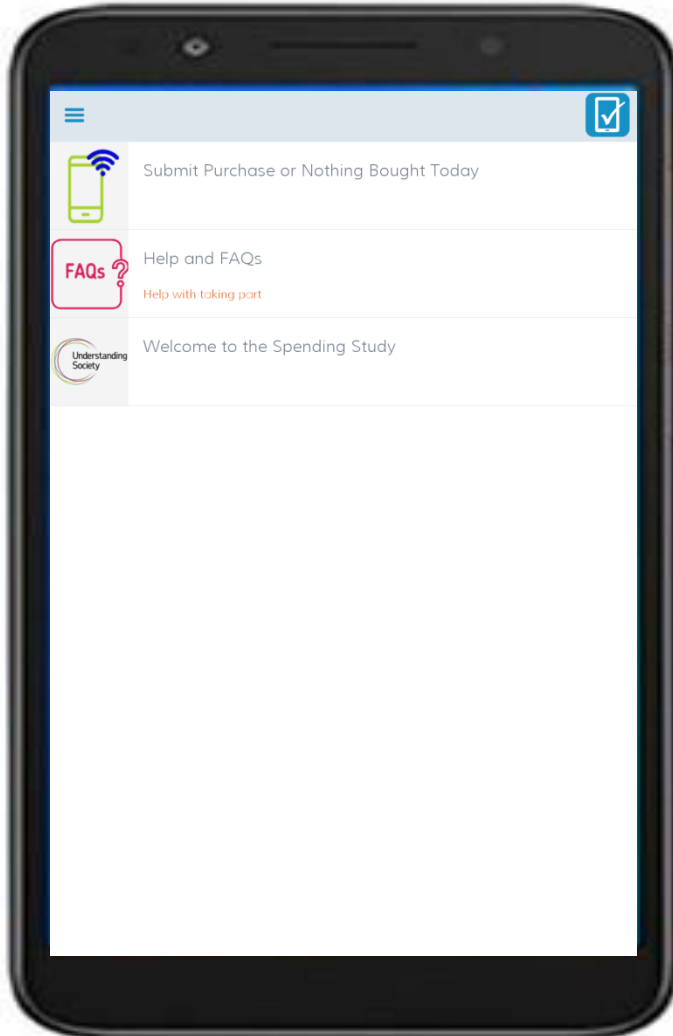 Submit Purchase or Nothing Bought Today
FAQs ?
Help and FAQs
Help with taking part
Understanding
Society
Welcome to the Spending Study